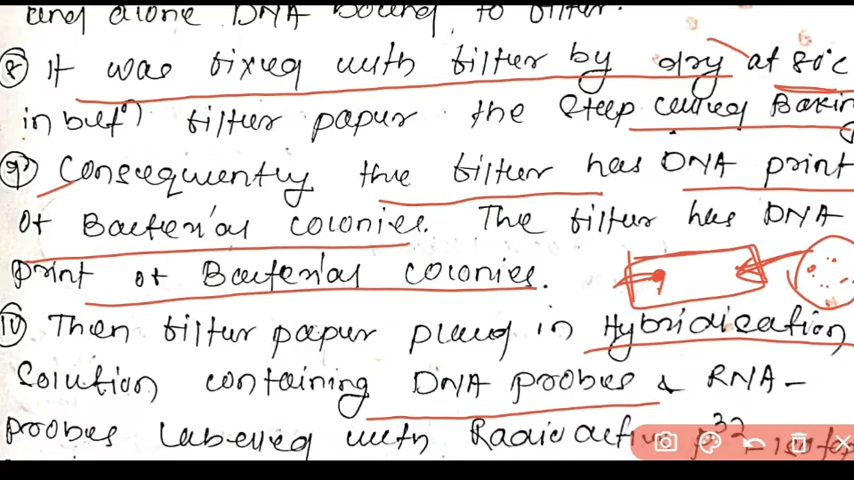 and alone DNA bound to filter.
⑧ It was fixed with filter by dry at 80°c
in betn filter paper the step called Baking
⑨ Consequently the filter has DNA print
of Bacterial colonies. The filter has DNA
print of Bacterial colonies.
⑩ Then filter paper placed in Hybridization
solution containing DNA probes & RNA-
probes labelled with Radioactive P32